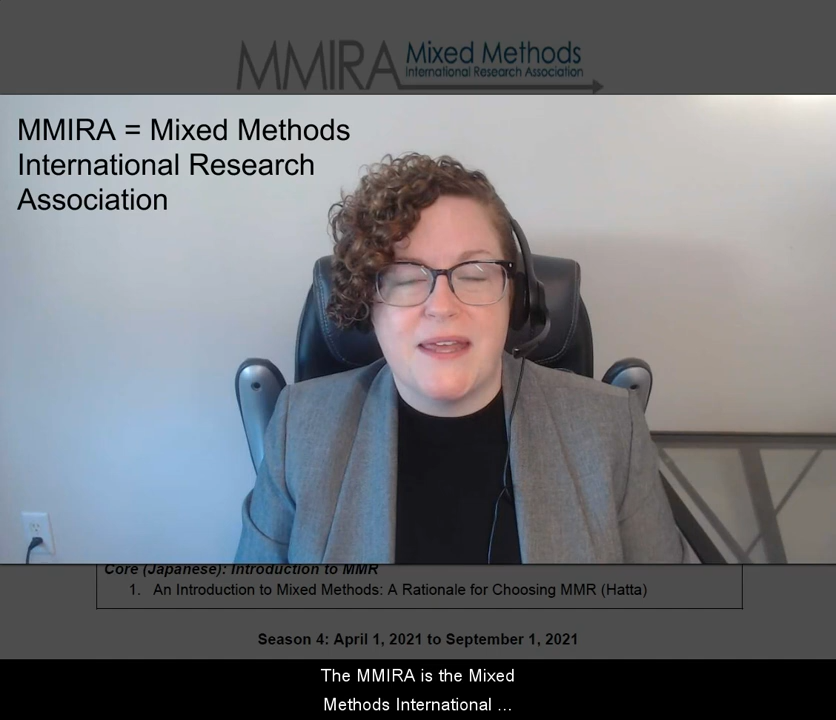 MMIRA Mixed Methods
International Research Association
MMIRA = Mixed Methods
International Research
Association
Core (Japanese): Introduction to MMR
1. An Introduction to Mixed Methods: A Rationale for Choosing MMR (Hatta)
Season 4: April 1, 2021 to September 1, 2021
The MMIRA is the Mixed
Methods International ...